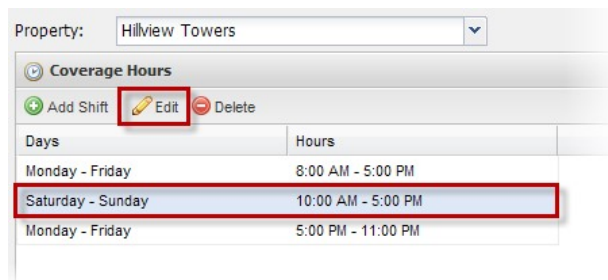 Property: Hillview Towers
Coverage Hours
Add Shift Edit Delete
Days Hours
Monday - Friday 8:00 AM - 5:00 PM
Saturday - Sunday 10:00 AM - 5:00 PM
Monday - Friday 5:00 PM - 11:00 PM